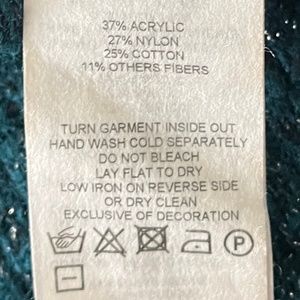 37% ACRYLIC
27% NYLON
25% COTTON
11% OTHERS FIBERS
TURN GARMENT INSIDE OUT
HAND WASH COLD SEPARATELY
DO NOT BLEACH
LAY FLAT TO DRY
LOW IRON ON REVERSE SIDE
OR DRY CLEAN
EXCLUSIVE OF DECORATION
P